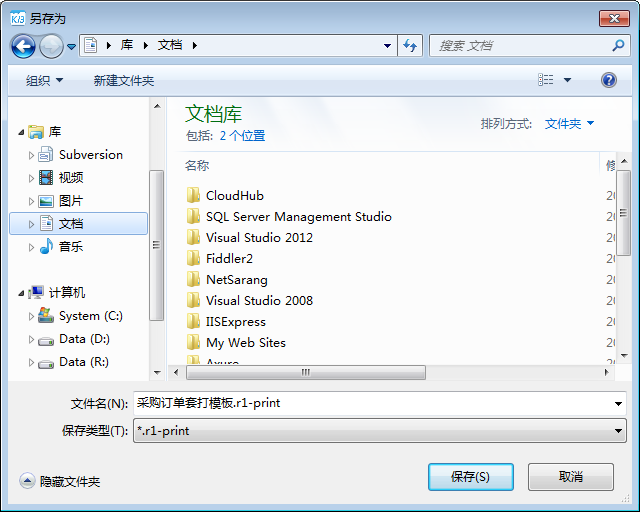 K/3 另存为
库 文档 搜索 文档
组织 新建文件夹
库
Subversion
视频
图片
文档
音乐
计算机
System (C:)
Data (D:)
Data (R:)
文档库
包括: 2 个位置
排列方式: 文件夹
名称 修
CloudHub 20
SQL Server Management Studio 20
Visual Studio 2012 20
Fiddler2 20
NetSarang 20
Visual Studio 2008 20
IISExpress 20
My Web Sites 20
Axure
文件名(N): 采购订单套打模板.r1-print
保存类型(T): *.r1-print
隐藏文件夹 保存(S) 取消